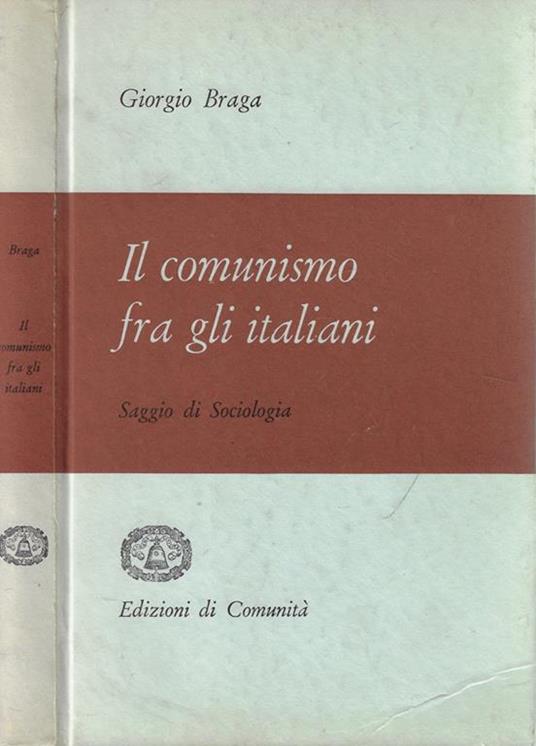 Giorgio Braga
Il comunismo
fra gli italiani
Saggio di Sociologia
Edizioni di Comunità
Braga
Il
comunismo
fra gli
italiani